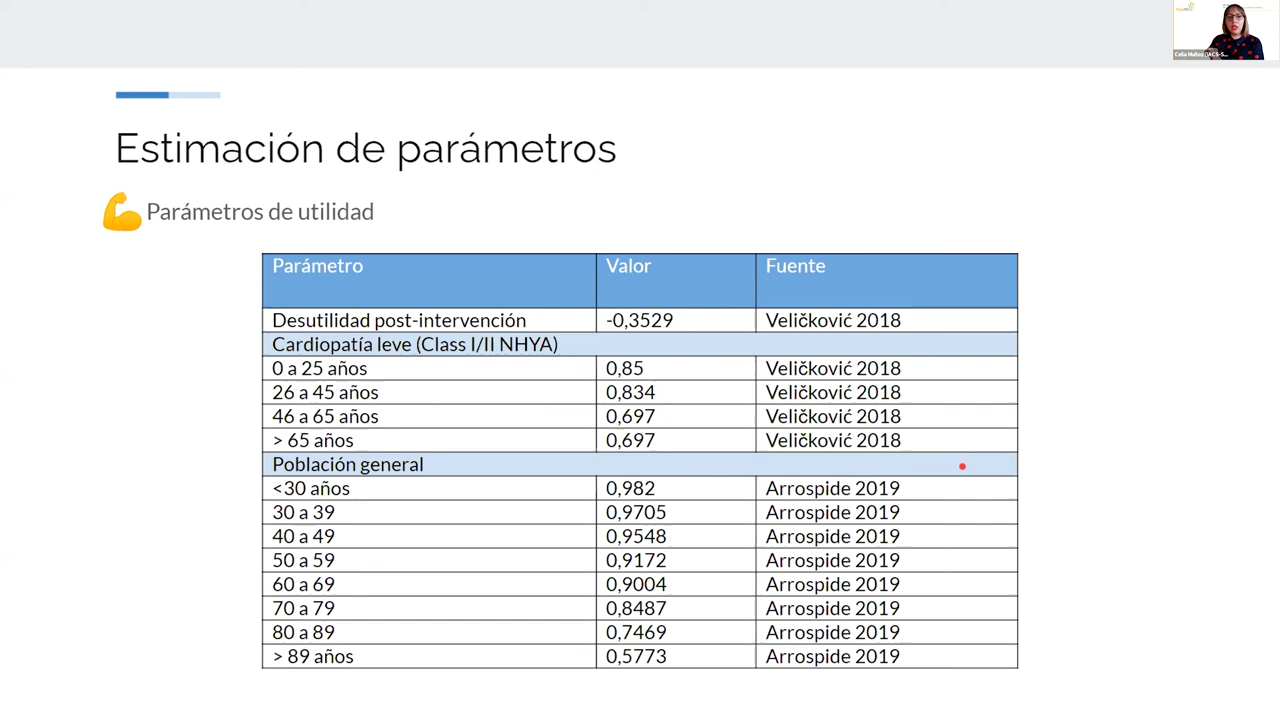 Celia Muñoz
Estimación de parámetros
Parámetros de utilidad
Parámetro Valor Fuente
Desutilidad post-intervención -0,3529 Veličković 2018
Cardiopatía leve (Class I/II NHYA)
0 a 25 años 0,85 Veličković 2018
26 a 45 años 0,834 Veličković 2018
46 a 65 años 0,697 Veličković 2018
> 65 años 0,697 Veličković 2018
Población general
<30 años 0,982 Arrospide 2019
30 a 39 0,9705 Arrospide 2019
40 a 49 0,9548 Arrospide 2019
50 a 59 0,9172 Arrospide 2019
60 a 69 0,9004 Arrospide 2019
70 a 79 0,8487 Arrospide 2019
80 a 89 0,7469 Arrospide 2019
> 89 años 0,5773 Arrospide 2019